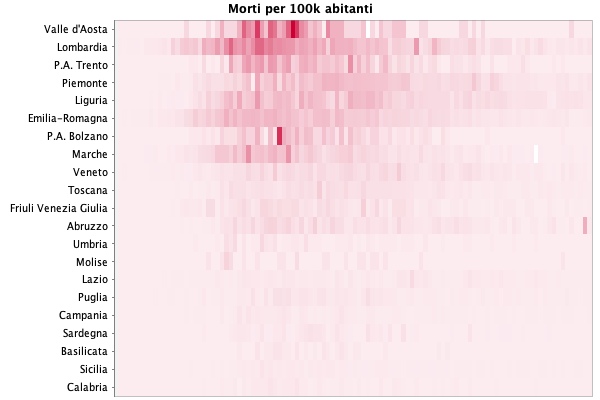 Morti per 100k abitanti
Valle d'Aosta
Lombardia
P.A. Trento
Piemonte
Liguria
Emilia-Romagna
P.A. Bolzano
Marche
Veneto
Toscana
Friuli Venezia Giulia
Abruzzo
Umbria
Molise
Lazio
Puglia
Campania
Sardegna
Basilicata
Sicilia
Calabria